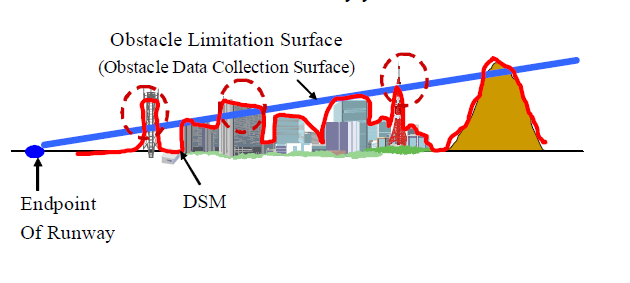 Obstacle Limitation Surface
(Obstacle Data Collection Surface)
Endpoint
Of Runway
DSM